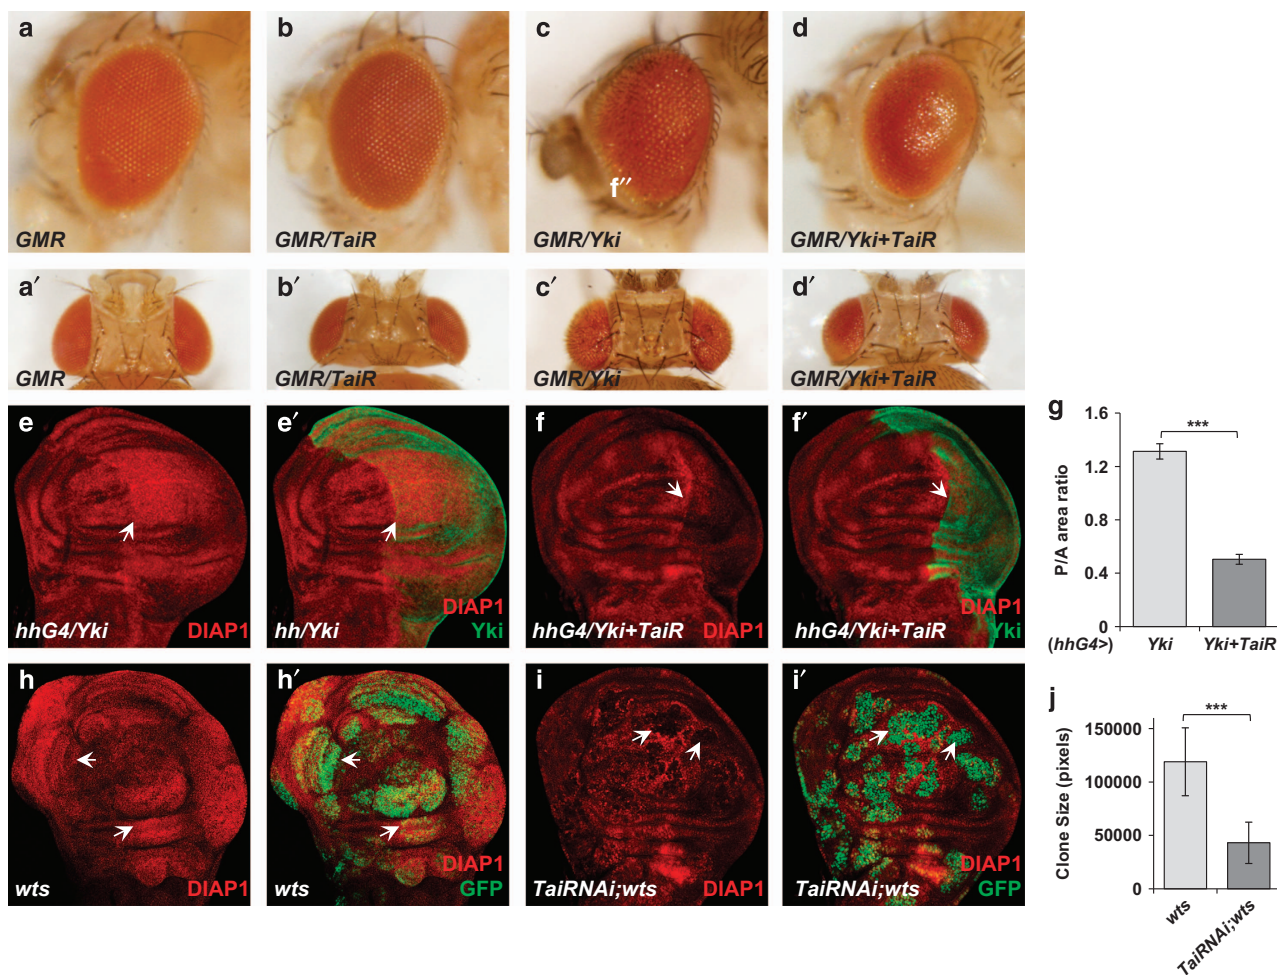 a
b
c
d
f″
GMR
GMR/TaiR
GMR/Yki
GMR/Yki+TaiR
a′
b′
c′
d′
GMR
GMR/TaiR
GMR/Yki
GMR/Yki+TaiR
e
e′
f
f′
hhG4/Yki
DIAP1
hh/Yki
DIAP1
Yki
hhG4/Yki+TaiR
DIAP1
hhG4/Yki+TaiR
DIAP1
Yki
g
P/A area ratio
1.6
1.2
0.8
0.4
0
***
(hhG4>)
Yki
Yki+TaiR
h
h′
i
i′
wts
DIAP1
wts
DIAP1
GFP
TaiRNAi;wts
DIAP1
TaiRNAi;wts
DIAP1
GFP
j
Clone Size (pixels)
150000
100000
50000
0
***
wts
TaiRNAi;wts